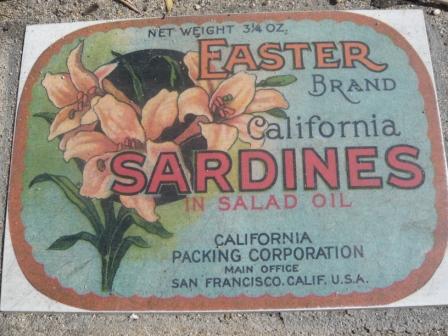 NET WEIGHT 3¼ OZ.
EASTER
BRAND
California
SARDINES
IN SALAD OIL
CALIFORNIA
PACKING CORPORATION
MAIN OFFICE
SAN FRANCISCO. CALIF. U.S.A.